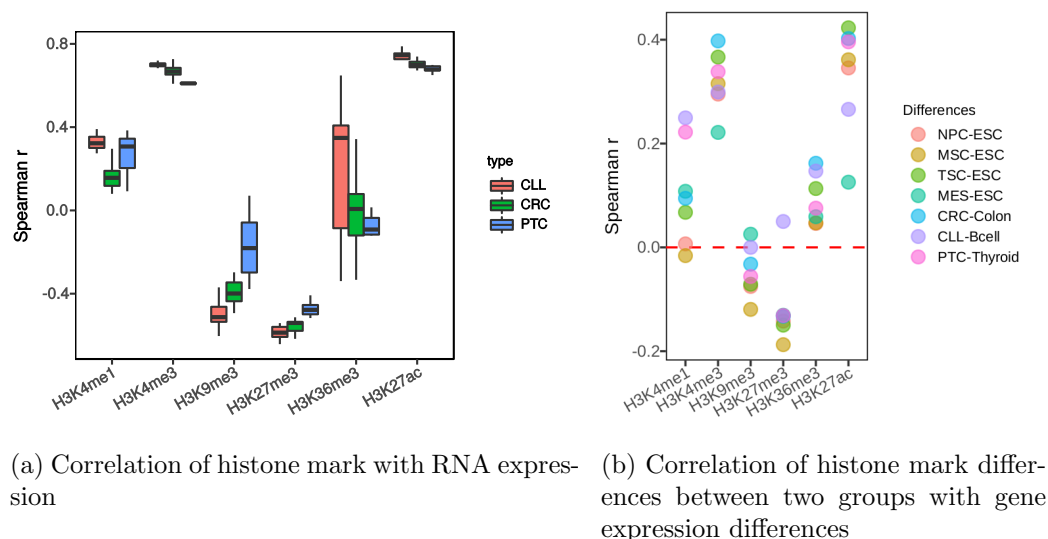 0.8
0.4
0.0
-0.4
Spearman r
H3K4me1
H3K4me3
H3K9me3
H3K27me3
H3K36me3
H3K27ac
type
CLL
CRC
PTC
(a) Correlation of histone mark with RNA expres-
sion
0.4
0.2
0.0
-0.2
Spearman r
H3K4me1
H3K4me3
H3K9me3
H3K27me3
H3K36me3
H3K27ac
Differences
NPC-ESC
MSC-ESC
TSC-ESC
MES-ESC
CRC-Colon
CLL-Bcell
PTC-Thyroid
(b) Correlation of histone mark differ-
ences between two groups with gene
expression differences